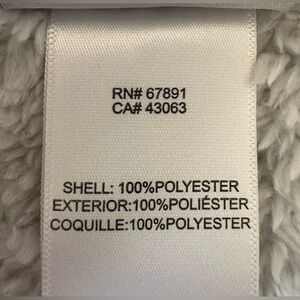 RN# 67891
CA# 43063
SHELL: 100%POLYESTER
EXTERIOR:100%POLIÉSTER
COQUILLE:100%POLYESTER